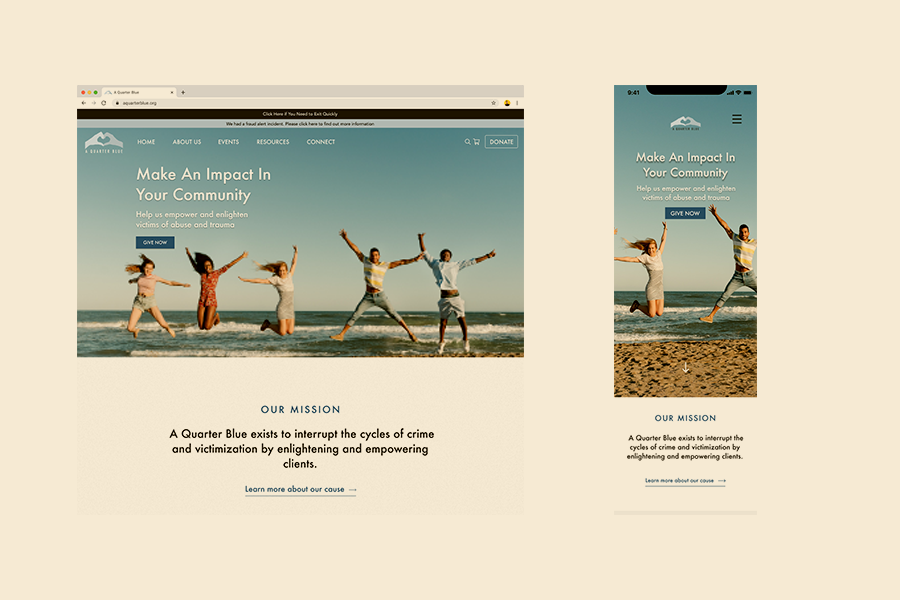 A Quarter Blue
aquarterblue.org
Click Here if You Need to Exit Quickly
We had a fraud alert incident. Please click here to find out more information
A QUARTER BLUE
HOME ABOUT US EVENTS RESOURCES CONNECT DONATE
Make An Impact In
Your Community
Help us empower and enlighten
victims of abuse and trauma
GIVE NOW
OUR MISSION
A Quarter Blue exists to interrupt the cycles of crime
and victimization by enlightening and empowering
clients.
Learn more about our cause →
9:41
A QUARTER BLUE
Make An Impact In
Your Community
Help us empower and enlighten
victims of abuse and trauma
GIVE NOW
OUR MISSION
A Quarter Blue exists to interrupt the
cycles of crime and victimization by
enlightening and empowering clients.
Learn more about our cause →